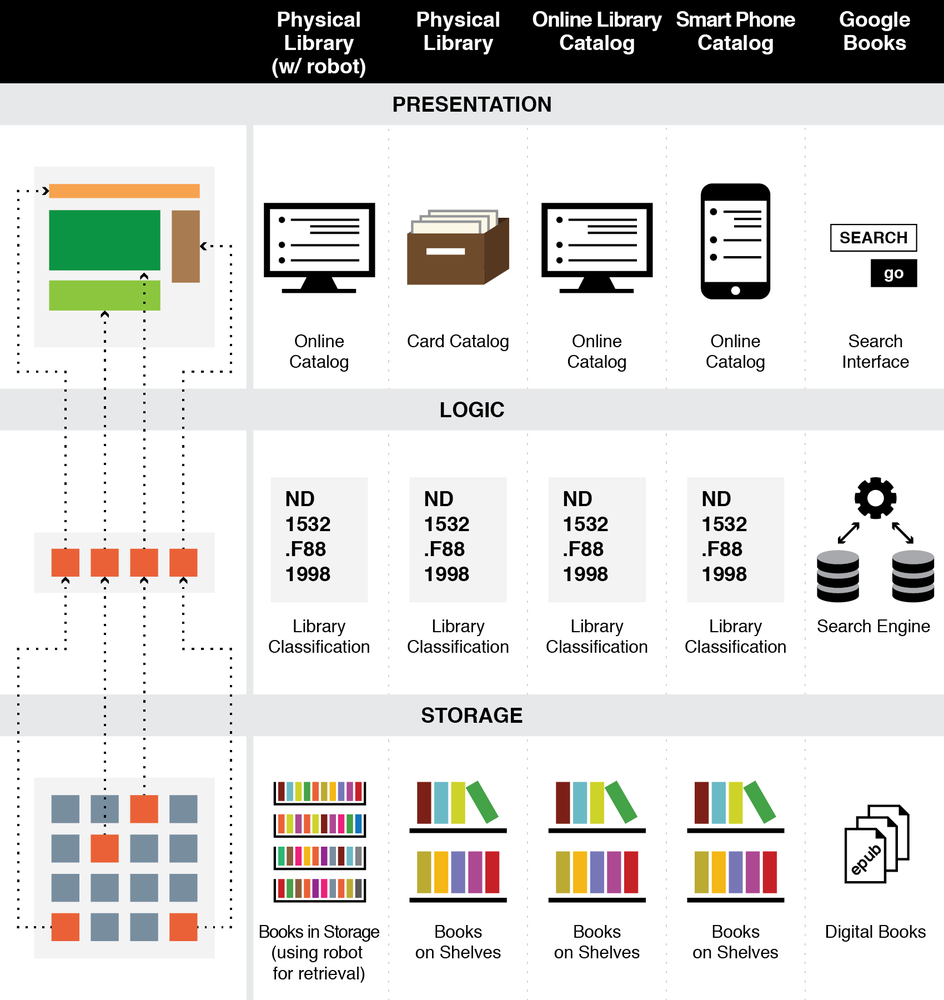 Physical
Library
(w/ robot)
Physical
Library
Online Library
Catalog
Smart Phone
Catalog
Google
Books
PRESENTATION
SEARCH
go
Online
Catalog
Card Catalog
Online
Catalog
Online
Catalog
Search
Interface
LOGIC
ND
1532
.F88
1998
ND
1532
.F88
1998
ND
1532
.F88
1998
ND
1532
.F88
1998
Library
Classification
Library
Classification
Library
Classification
Library
Classification
Search Engine
STORAGE
epub
Books in Storage
(using robot
for retrieval)
Books
on Shelves
Books
on Shelves
Books
on Shelves
Digital Books